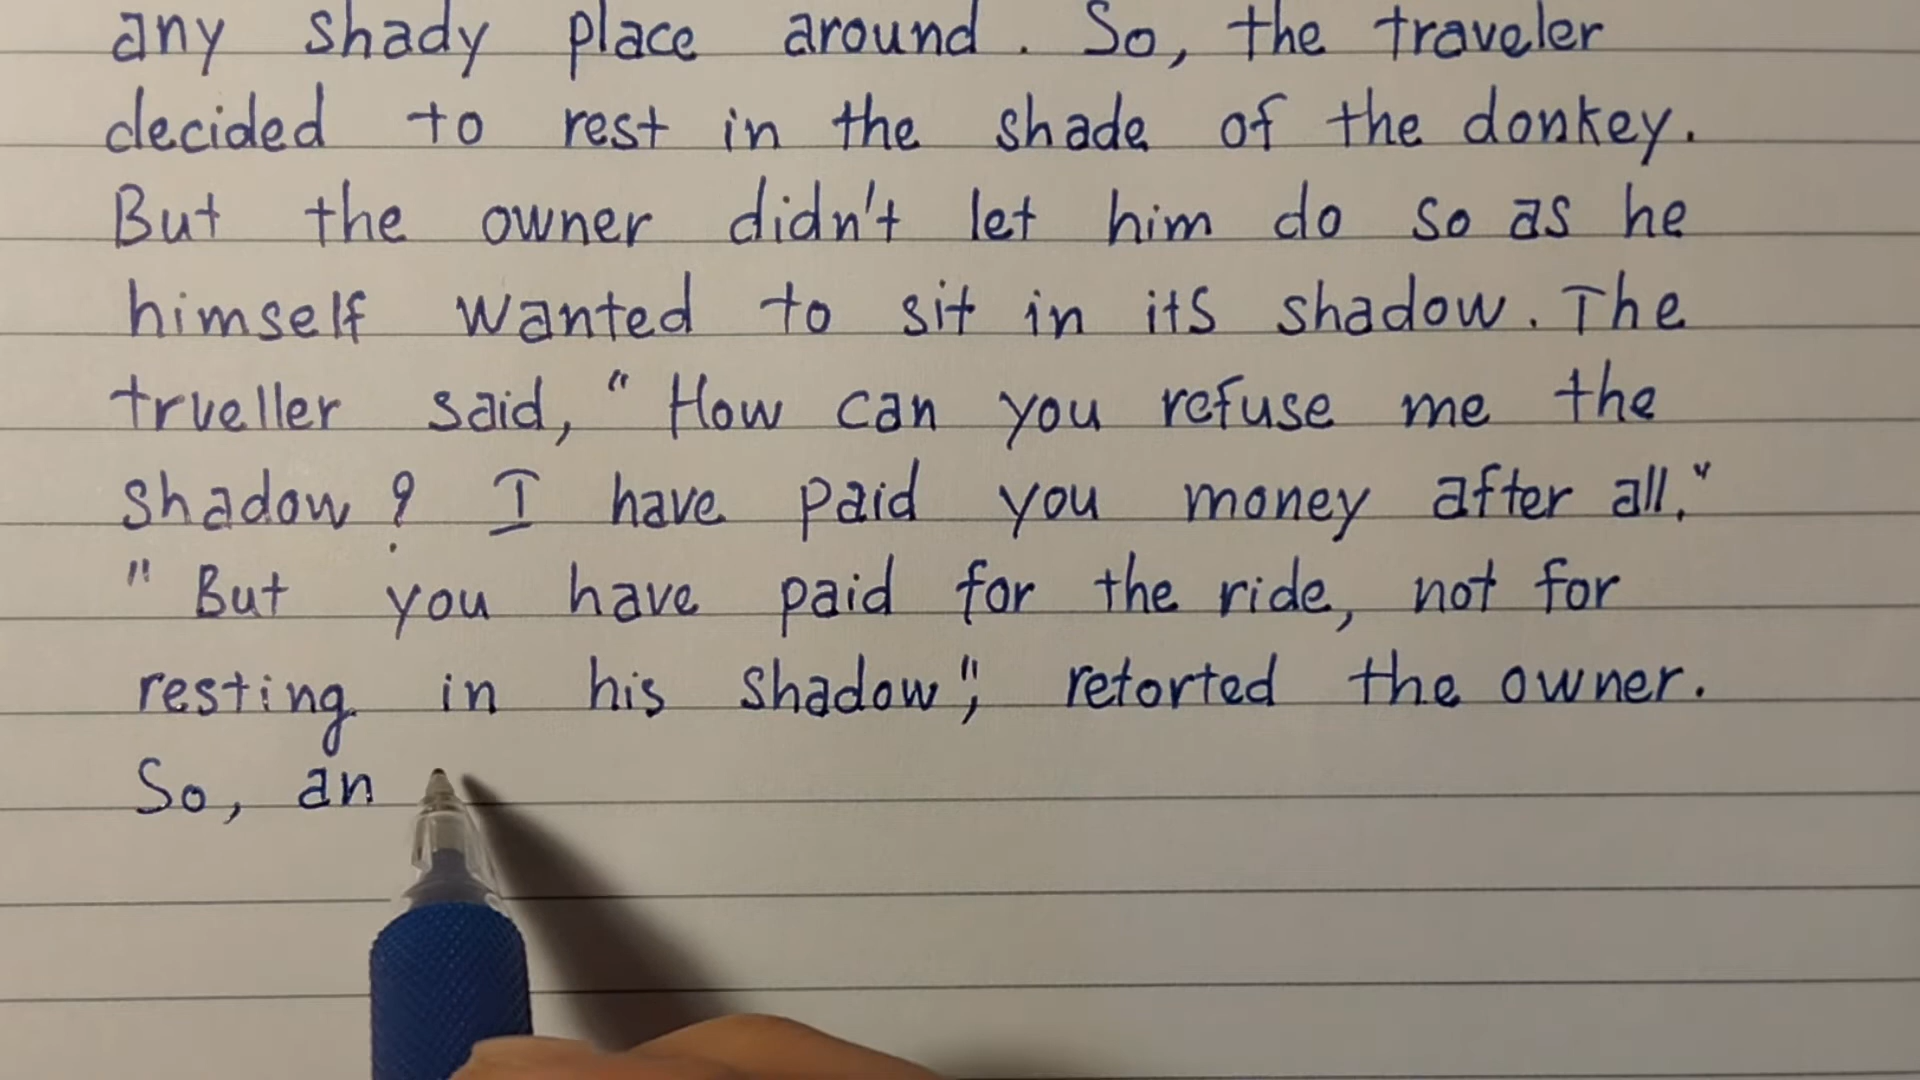 any shady place around. So, the traveler
decided to rest in the shade of the donkey.
But the owner didn't let him do so as he
himself wanted to sit in its shadow. The
trveller said, "How can you refuse me the
shadow? I have paid you money after all."
"But you have paid for the ride, not for
resting in his shadow", retorted the owner.
So, an